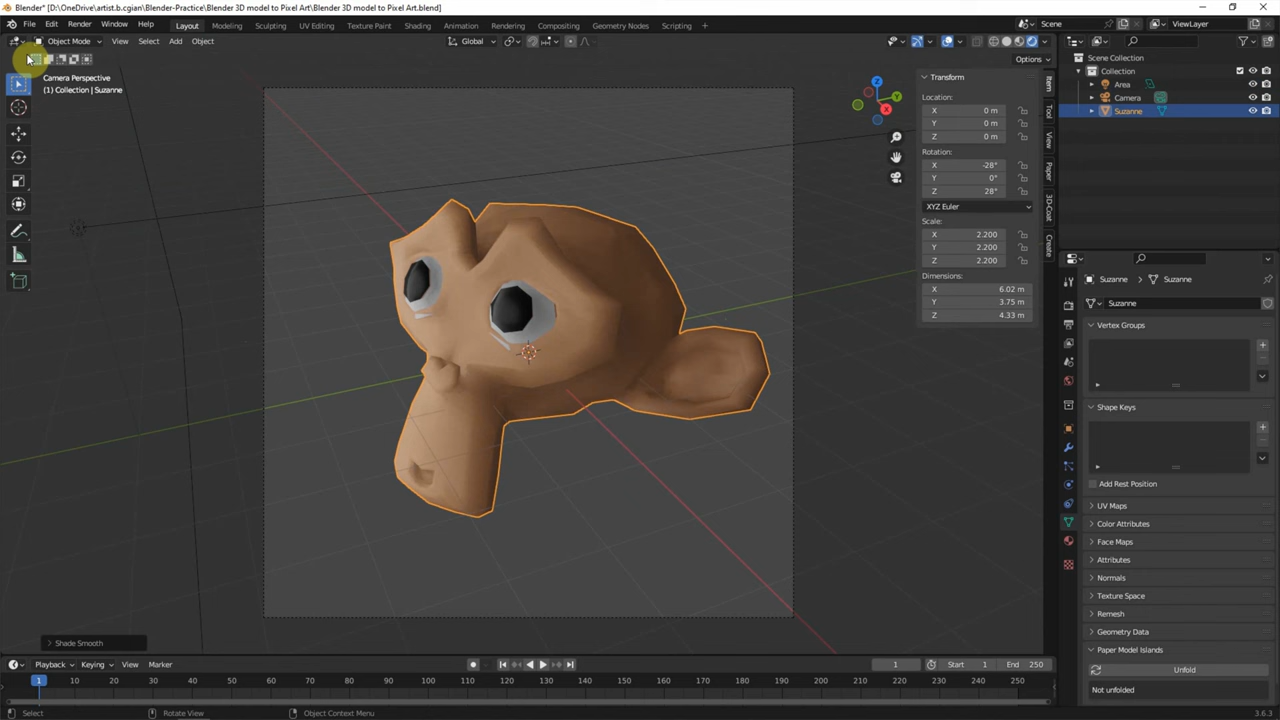 Blender* [D:\OneDrive\artist.b.cgian\Blender-Practice\Blender 3D model to Pixel Art\Blender 3D model to Pixel Art.blend]
File Edit Render Window Help Layout Modeling Sculpting UV Editing Texture Paint Shading Animation Rendering Compositing Geometry Nodes Scripting + Scene ViewLayer
Object Mode View Select Add Object Global
Options
Camera Perspective
(1) Collection | Suzanne
Z
Y
X
Transform
Location:
X 0 m
Y 0 m
Z 0 m
Rotation:
X -28°
Y 0°
Z 28°
XYZ Euler
Scale:
X 2.200
Y 2.200
Z 2.200
Dimensions:
X 6.02 m
Y 3.75 m
Z 4.33 m
Item
Tool
View
Paper
3D-Coat
Create
Scene Collection
Collection
Area
Camera
Suzanne
Suzanne > Suzanne
Suzanne
Vertex Groups
Shape Keys
Add Rest Position
UV Maps
Color Attributes
Face Maps
Attributes
Normals
Texture Space
Remesh
Geometry Data
Paper Model Islands
Unfold
Not unfolded
Shade Smooth
Playback Keying View Marker 1 Start 1 End 250
1 10 20 30 40 50 60 70 80 90 100 110 120 130 140 150 160 170 180 190 200 210 220 230 240 250
Select Rotate View Object Context Menu 3.6.3